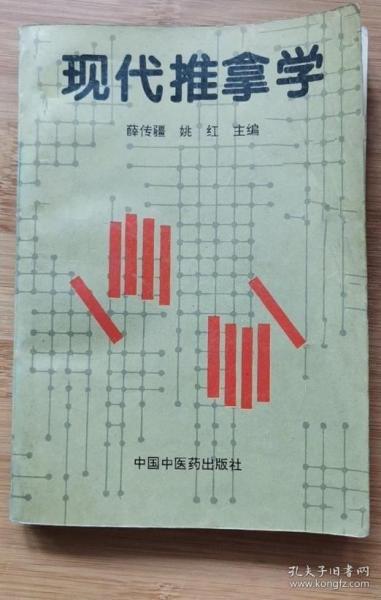 现代推拿学
薛传疆 姚红 主编
中国中医药出版社
孔夫子旧书网
www.kongfz.com